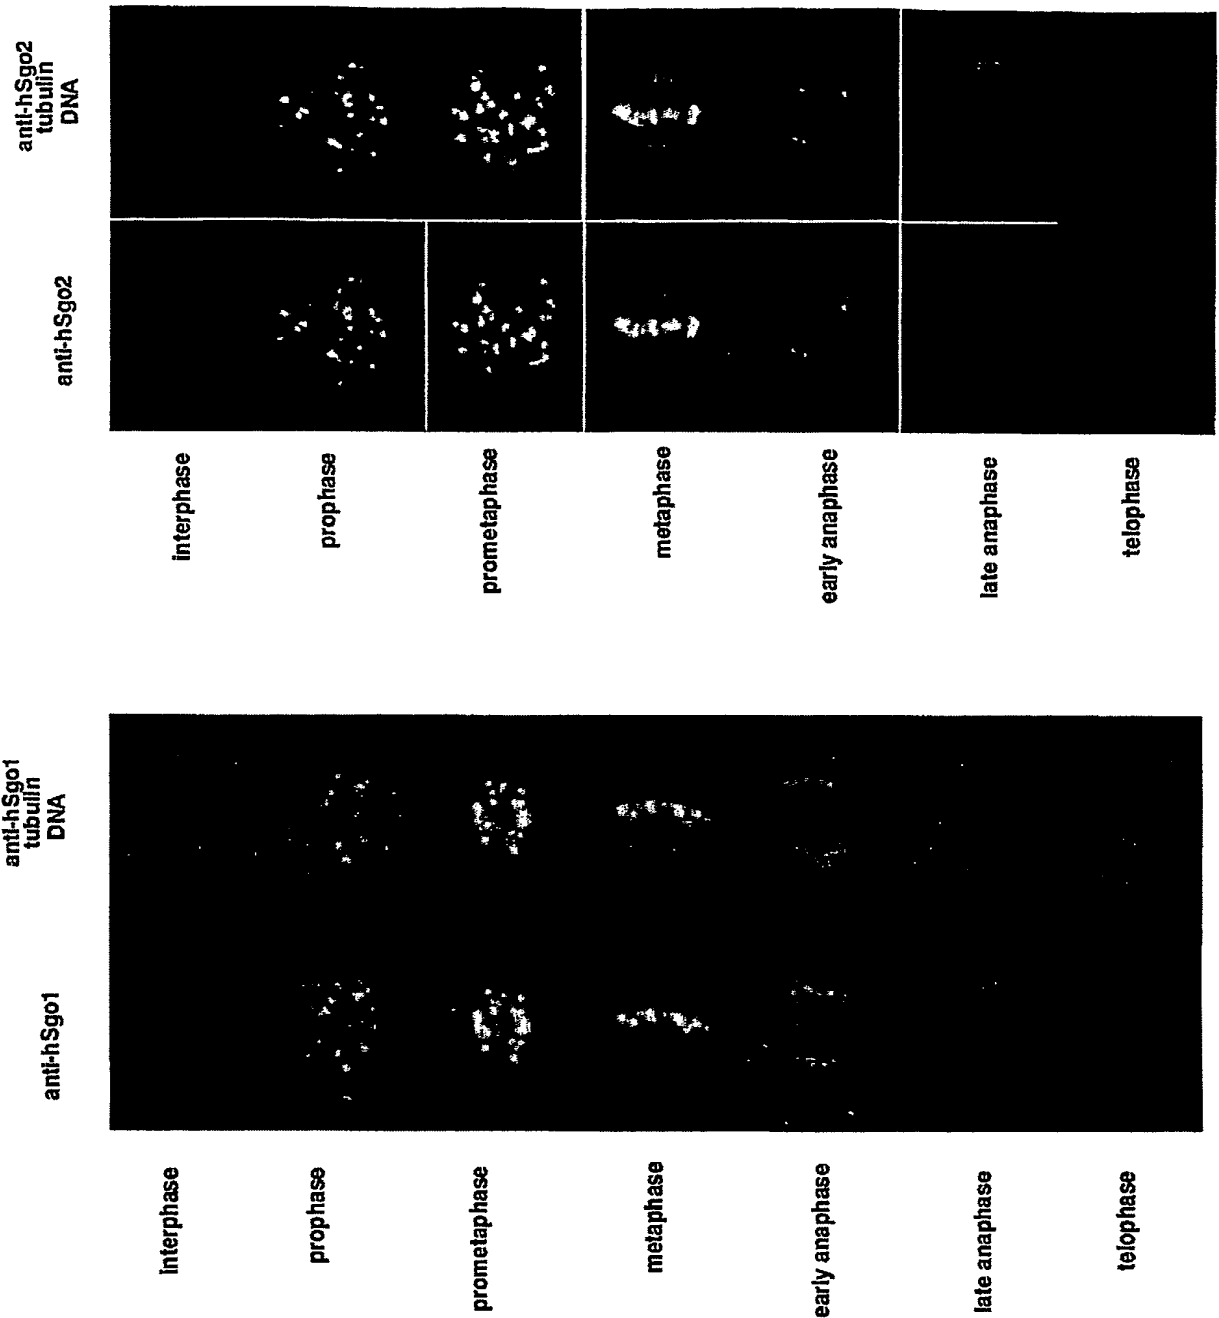 anti-hSgo2
tubulin
DNA
anti-hSgo2
interphase
prophase
prometaphase
metaphase
early anaphase
late anaphase
telophase
anti-hSgo1
tubulin
DNA
anti-hSgo1
interphase
prophase
prometaphase
metaphase
early anaphase
late anaphase
telophase